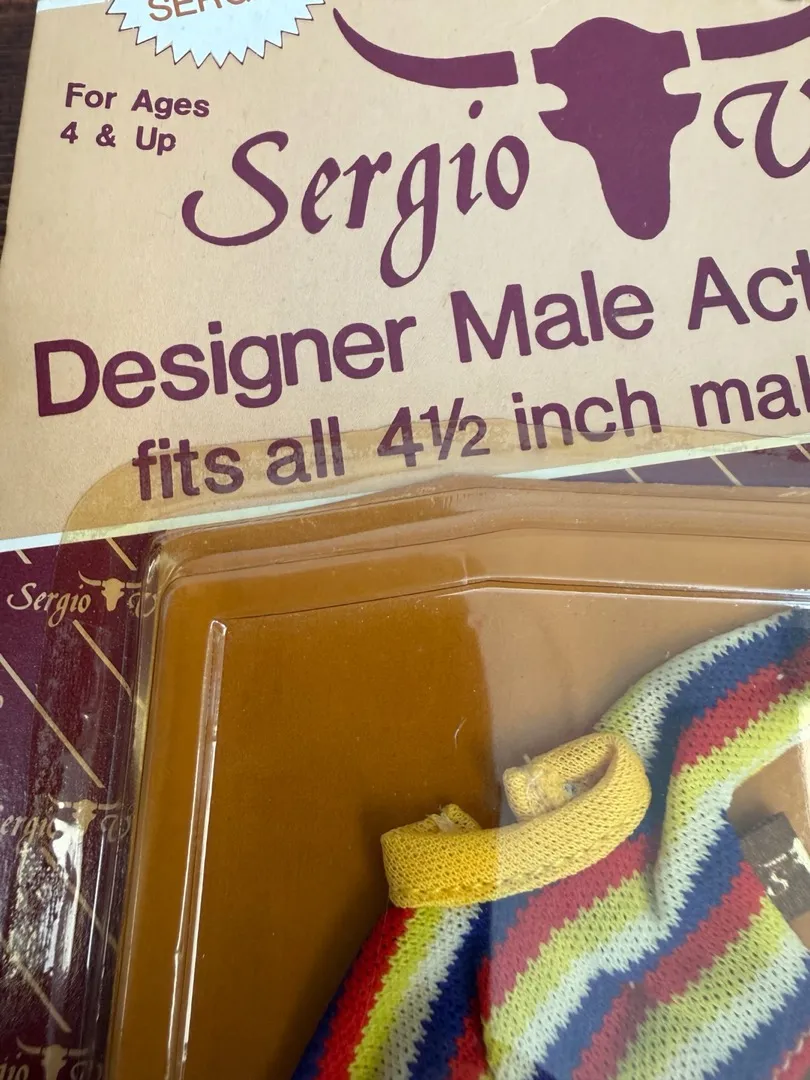 For Ages
4 & Up
Sergio V
Designer Male Act
fits all 4½ inch mal
Sergio V